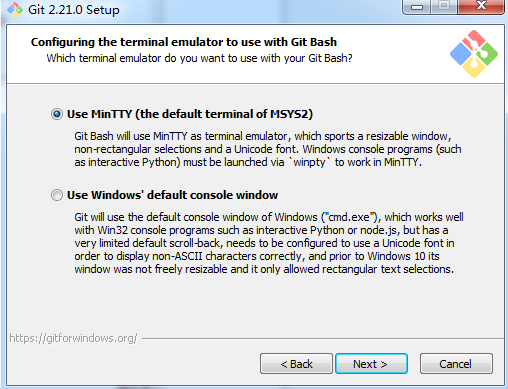 Git 2.21.0 Setup
Configuring the terminal emulator to use with Git Bash
Which terminal emulator do you want to use with your Git Bash?
Use MinTTY (the default terminal of MSYS2)
Git Bash will use MinTTY as terminal emulator, which sports a resizable window,
non-rectangular selections and a Unicode font. Windows console programs (such
as interactive Python) must be launched via `winpty` to work in MinTTY.
Use Windows' default console window
Git will use the default console window of Windows ("cmd.exe"), which works well
with Win32 console programs such as interactive Python or node.js, but has a
very limited default scroll-back, needs to be configured to use a Unicode font in
order to display non-ASCII characters correctly, and prior to Windows 10 its
window was not freely resizable and it only allowed rectangular text selections.
https://gitforwindows.org/
< Back
Next >
Cancel